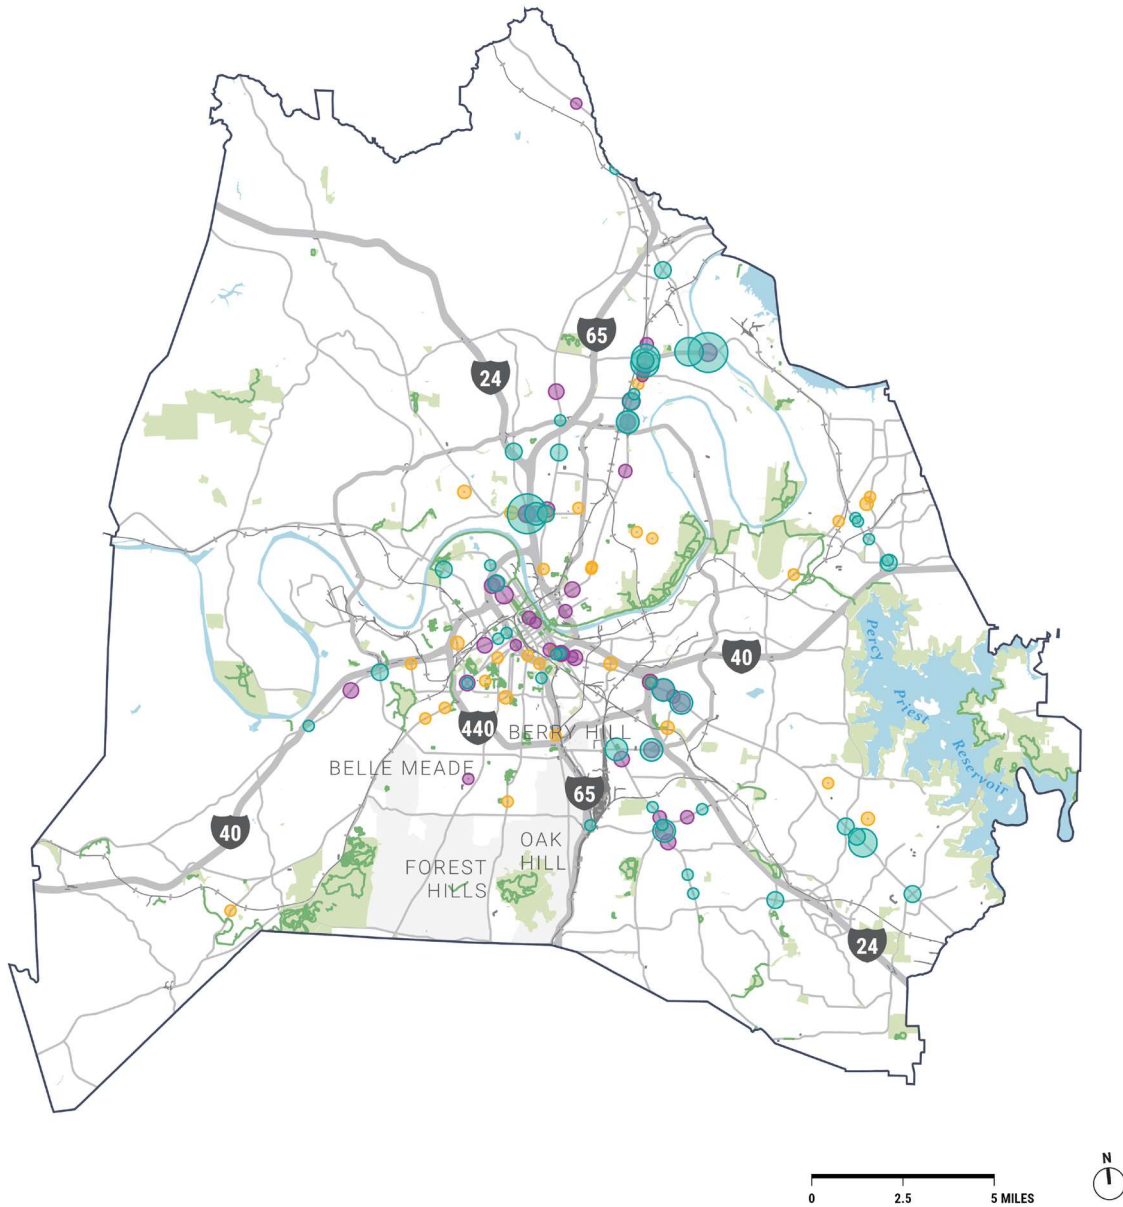 65
24
Percy
40
Priest
440
BERRY HILL
Reservoir
BELLE MEADE
65
40
OAK
HILL
FOREST
HILLS
24
N
0 2.5 5 MILES